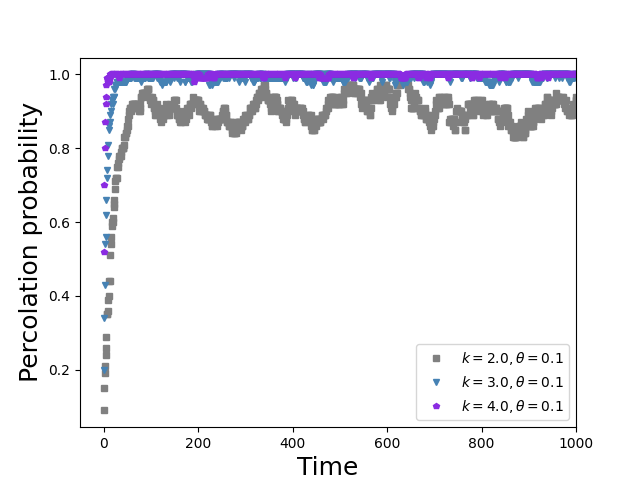 Percolation probability
1.0
0.8
0.6
0.4
0.2
0
200
400
600
800
1000
Time
k = 2.0, θ = 0.1
k = 3.0, θ = 0.1
k = 4.0, θ = 0.1